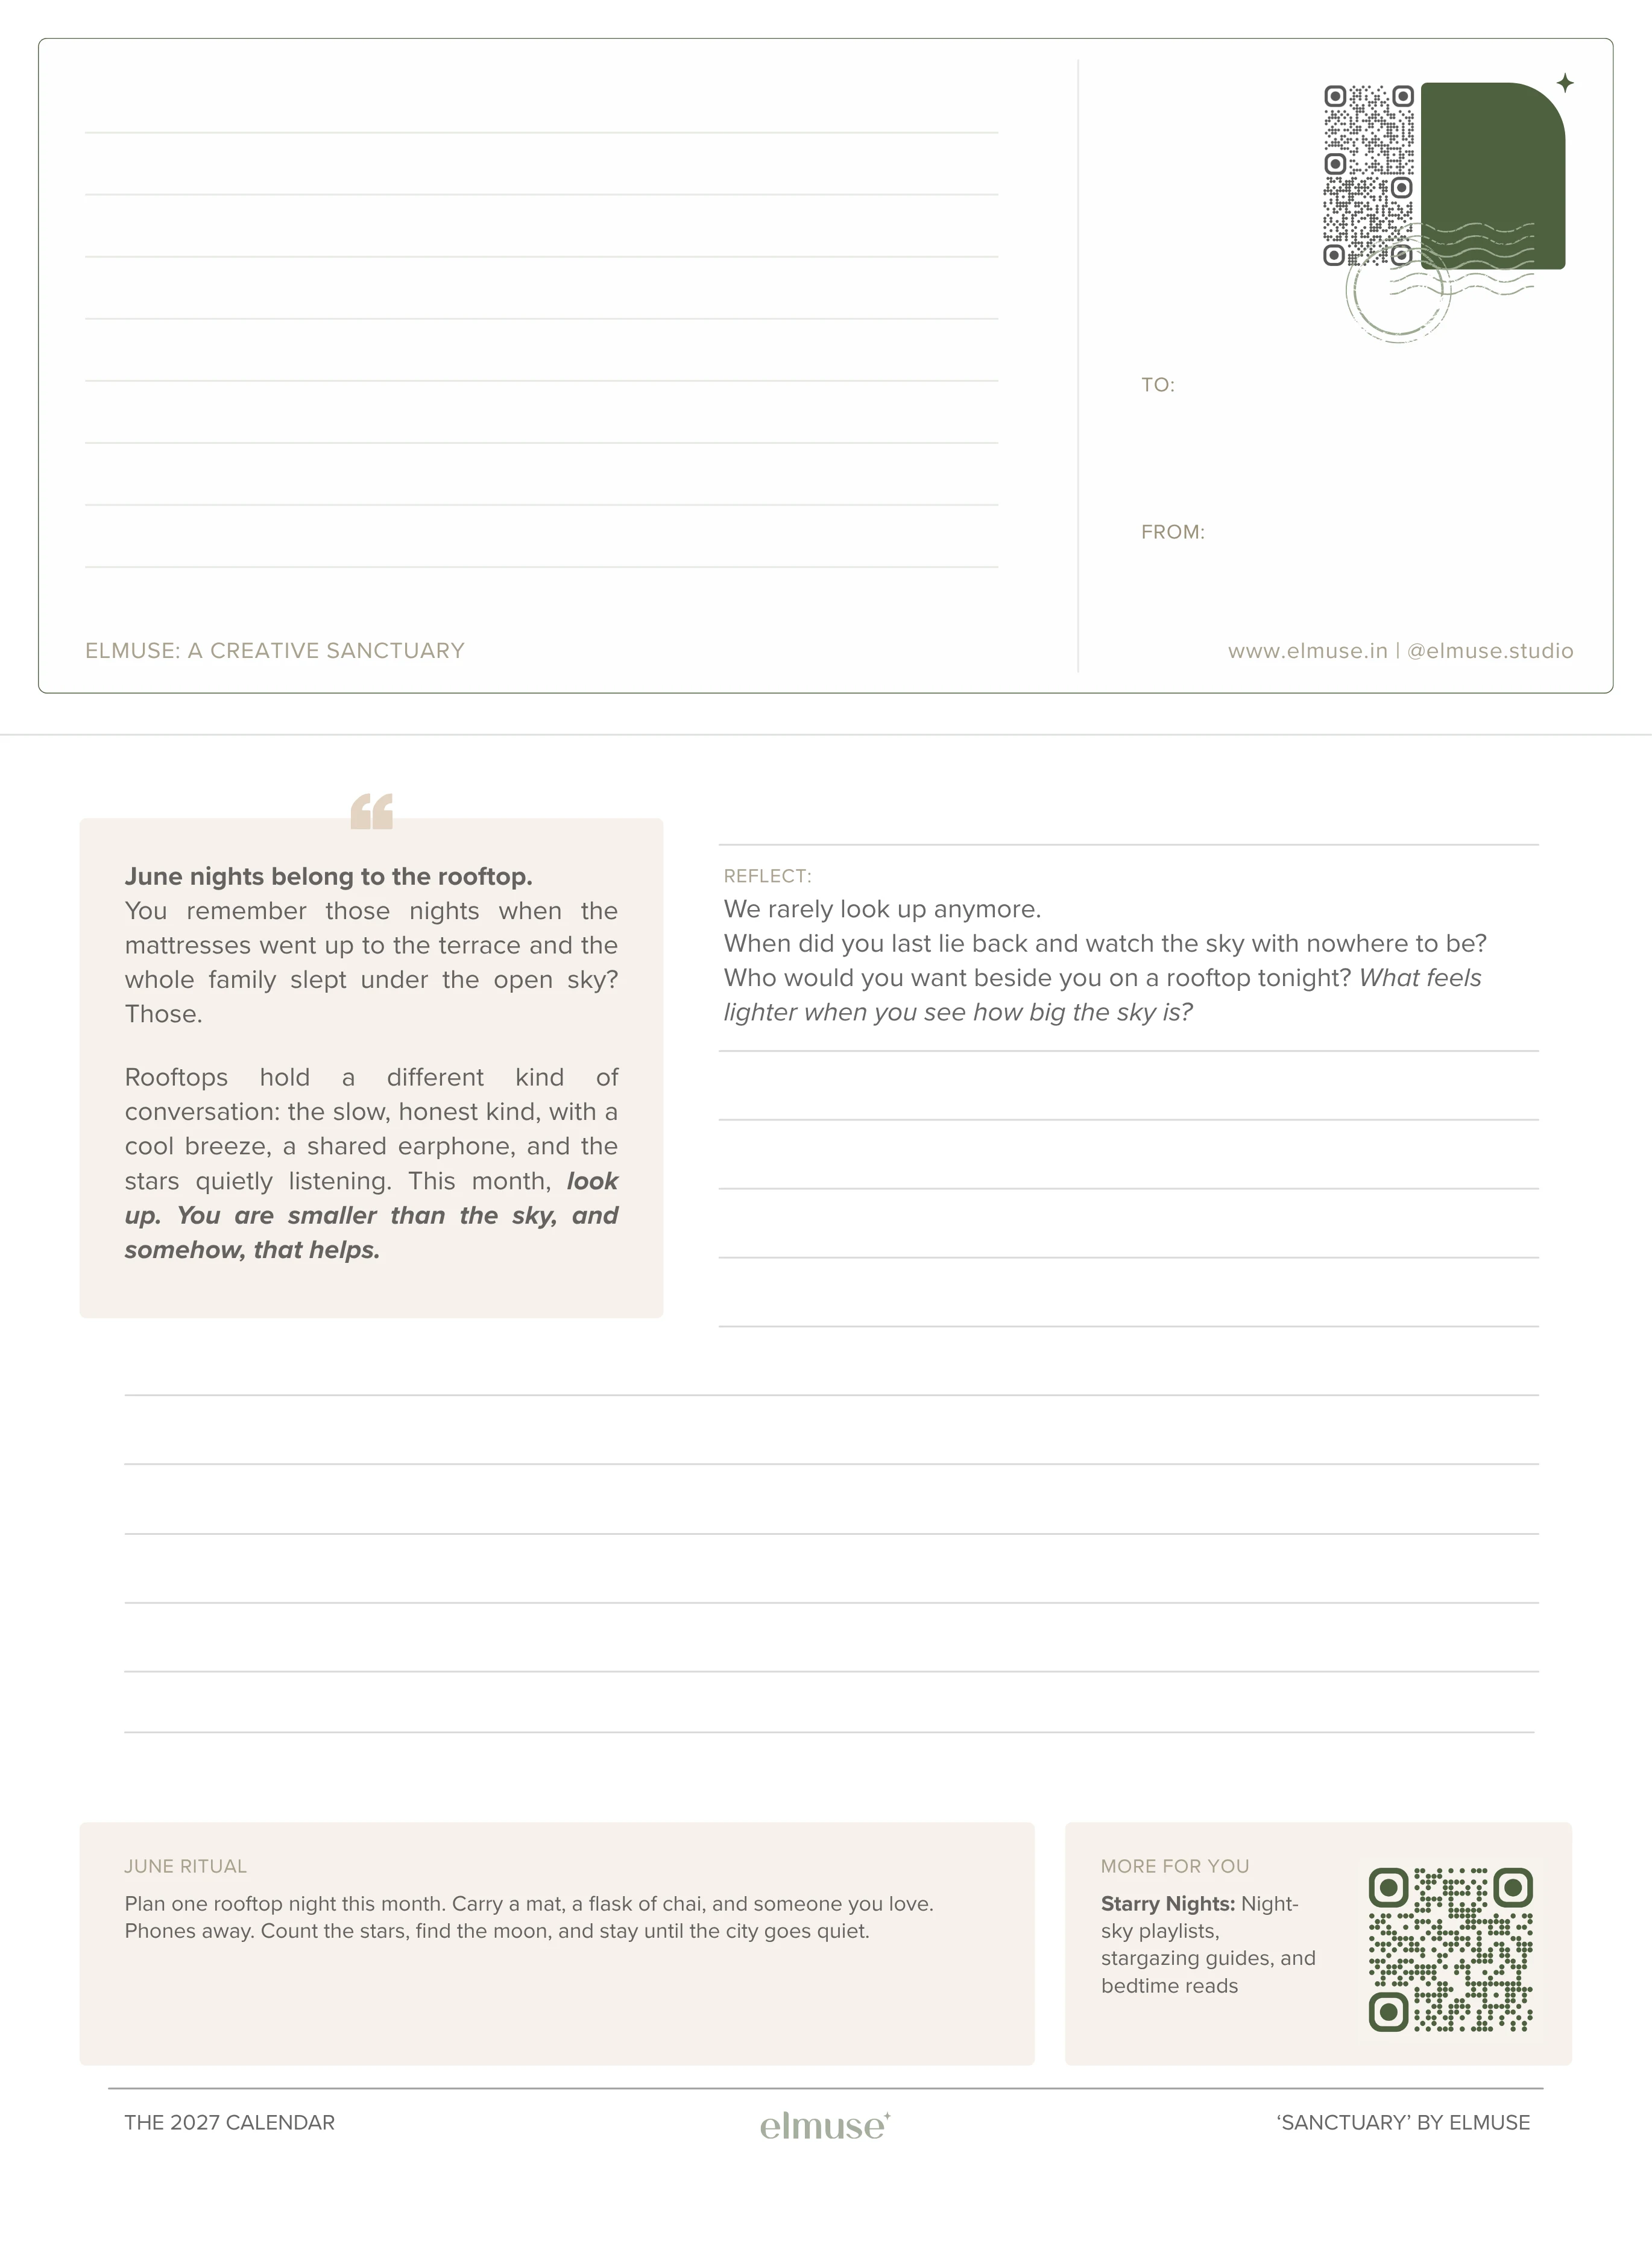 TO:
FROM:
ELMUSE: A CREATIVE SANCTUARY
www.elmuse.in | @elmuse.studio
“
June nights belong to the rooftop.
You remember those nights when the
mattresses went up to the terrace and the
whole family slept under the open sky?
Those.
Rooftops hold a different kind of
conversation: the slow, honest kind, with a
cool breeze, a shared earphone, and the
stars quietly listening. This month, look
up. You are smaller than the sky, and
somehow, that helps.
REFLECT:
We rarely look up anymore.
When did you last lie back and watch the sky with nowhere to be?
Who would you want beside you on a rooftop tonight? What feels
lighter when you see how big the sky is?
JUNE RITUAL
Plan one rooftop night this month. Carry a mat, a flask of chai, and someone you love.
Phones away. Count the stars, find the moon, and stay until the city goes quiet.
MORE FOR YOU
Starry Nights: Night-
sky playlists,
stargazing guides, and
bedtime reads
THE 2027 CALENDAR
elmuse
‘SANCTUARY’ BY ELMUSE